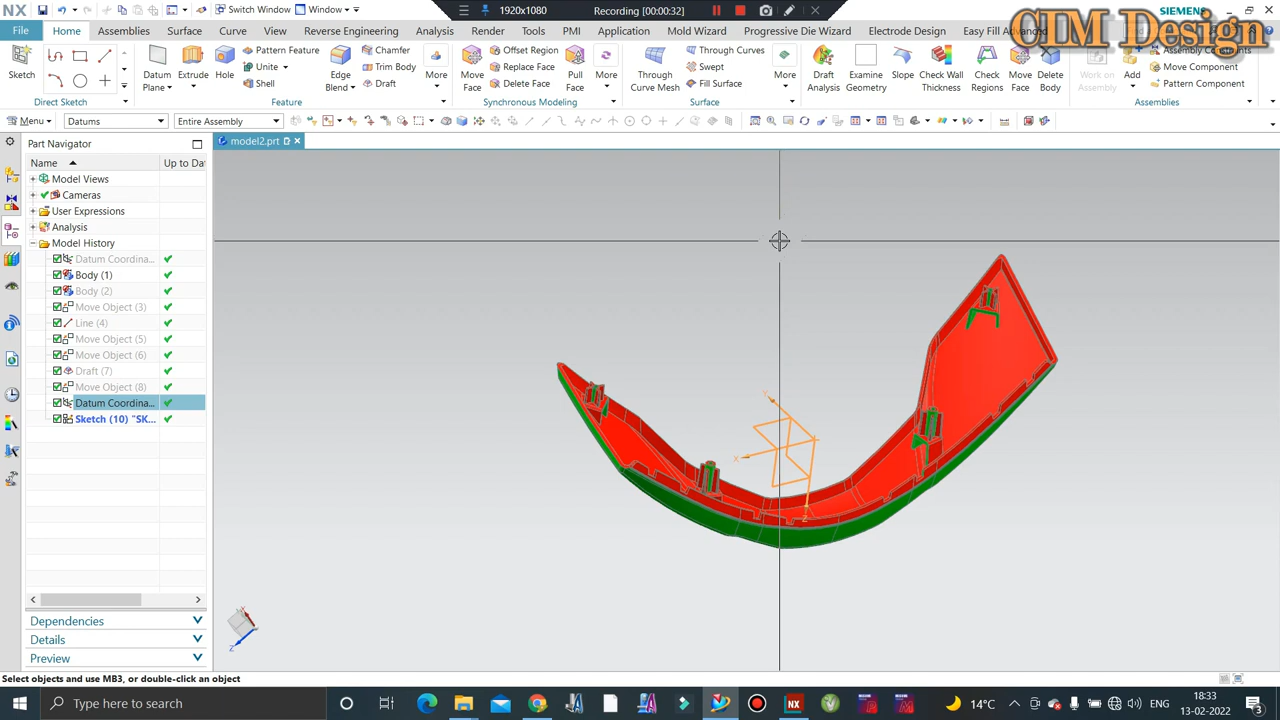 NX
Switch Window
Window
1920x1080
Recording [00:00:32]
SIEMENS
CIM Design
File
Home
Assemblies
Surface
Curve
View
Reverse Engineering
Analysis
Render
Tools
PMI
Application
Mold Wizard
Progressive Die Wizard
Electrode Design
Easy Fill Advanced
Sketch
Direct Sketch
Datum Plane
Extrude
Hole
Pattern Feature
Unite
Shell
Edge Blend
Chamfer
Trim Body
Draft
More
Feature
Move Face
Offset Region
Replace Face
Delete Face
Pull Face
More
Synchronous Modeling
Through Curve Mesh
Through Curves
Swept
Fill Surface
More
Surface
Draft Analysis
Examine Geometry
Slope
Check Wall Thickness
Check Regions
Move Face
Delete Body
Work on Assembly
Add
Assembly Constraints
Move Component
Pattern Component
Assemblies
Menu
Datums
Entire Assembly
Part Navigator
model2.prt
Name
Up to Da
Model Views
Cameras
User Expressions
Analysis
Model History
Datum Coordina...
Body (1)
Body (2)
Move Object (3)
Line (4)
Move Object (5)
Move Object (6)
Draft (7)
Move Object (8)
Datum Coordina...
Sketch (10) "SK...
Dependencies
Details
Preview
X
Z
Z
Select objects and use MB3, or double-click an object
Type here to search
14°C
ENG
18:33
13-02-2022
3